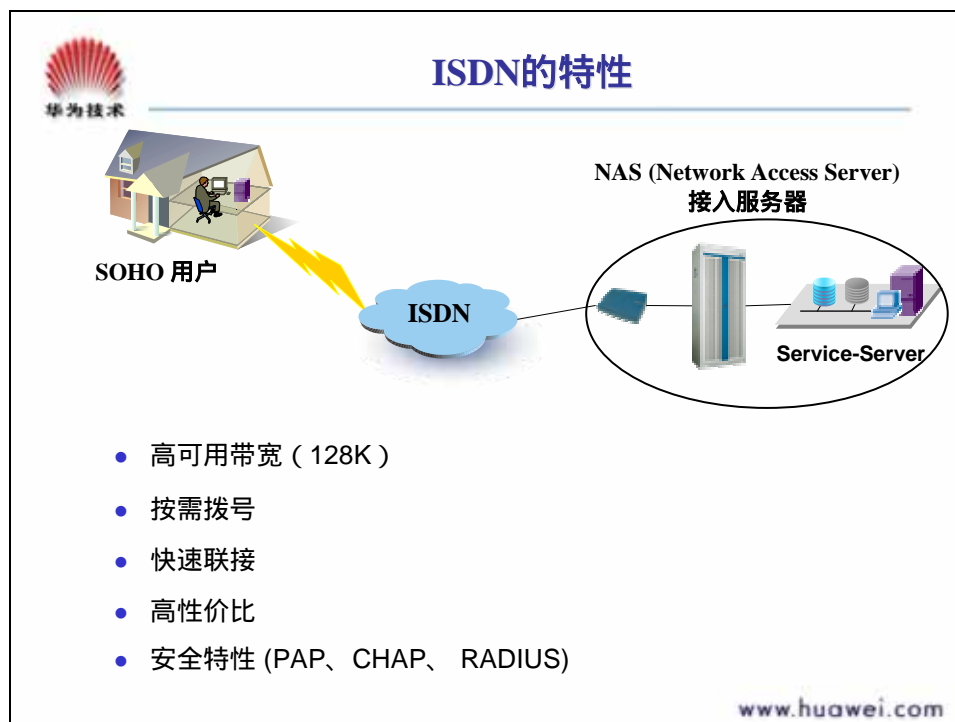 华为技术
ISDN的特性
NAS (Network Access Server)
接入服务器
SOHO 用户
ISDN
Service-Server
● 高可用带宽（128K）
● 按需拨号
● 快速联接
● 高性价比
● 安全特性 (PAP、CHAP、 RADIUS)
www.huawei.com